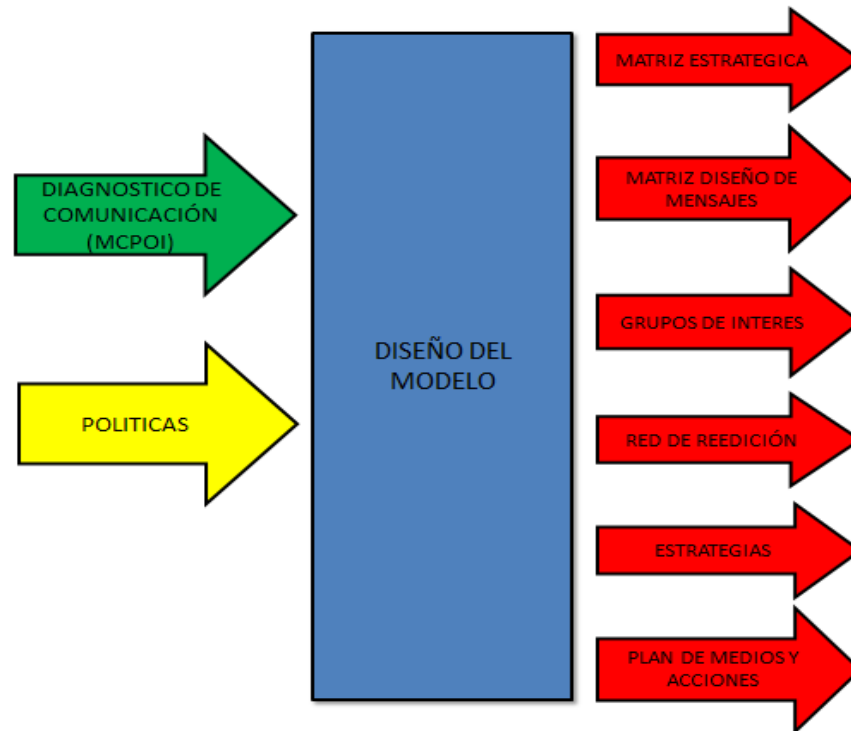 DIAGNOSTICO DE
COMUNICACIÓN
(MCPOI)
POLITICAS
DISEÑO DEL
MODELO
MATRIZ ESTRATEGICA
MATRIZ DISEÑO DE
MENSAJES
GRUPOS DE INTERES
RED DE REEDICIÓN
ESTRATEGIAS
PLAN DE MEDIOS Y
ACCIONES